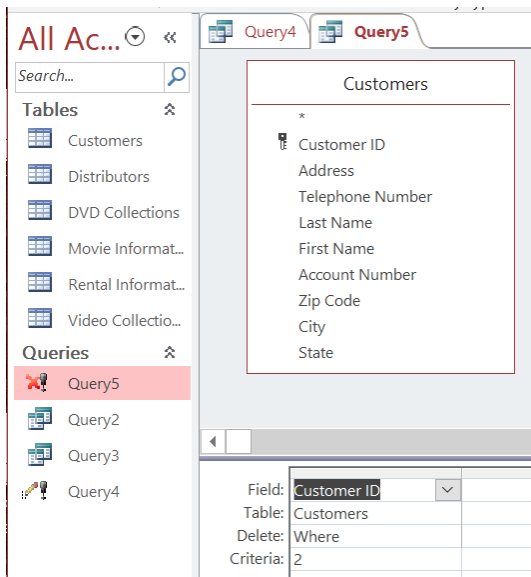 All Ac...
Search...
Tables
Customers
Distributors
DVD Collections
Movie Informat...
Rental Informat...
Video Collectio...
Queries
Query5
Query2
Query3
Query4
Query4
Query5
Customers
*
Customer ID
Address
Telephone Number
Last Name
First Name
Account Number
Zip Code
City
State
Field: Customer ID
Table: Customers
Delete: Where
Criteria: 2